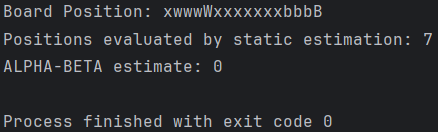 Board Position: xwwwWxxxxxxxbbbB
Positions evaluated by static estimation: 7
ALPHA-BETA estimate: 0
Process finished with exit code 0